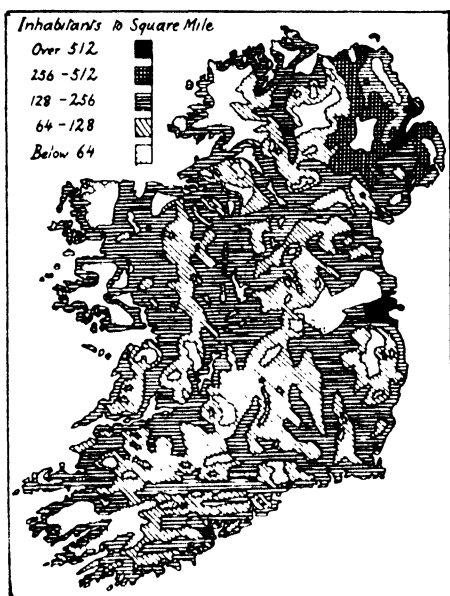 Inhabitants to Square Mile
Over 512
256 - 512
128 - 256
64 - 128
Below 64